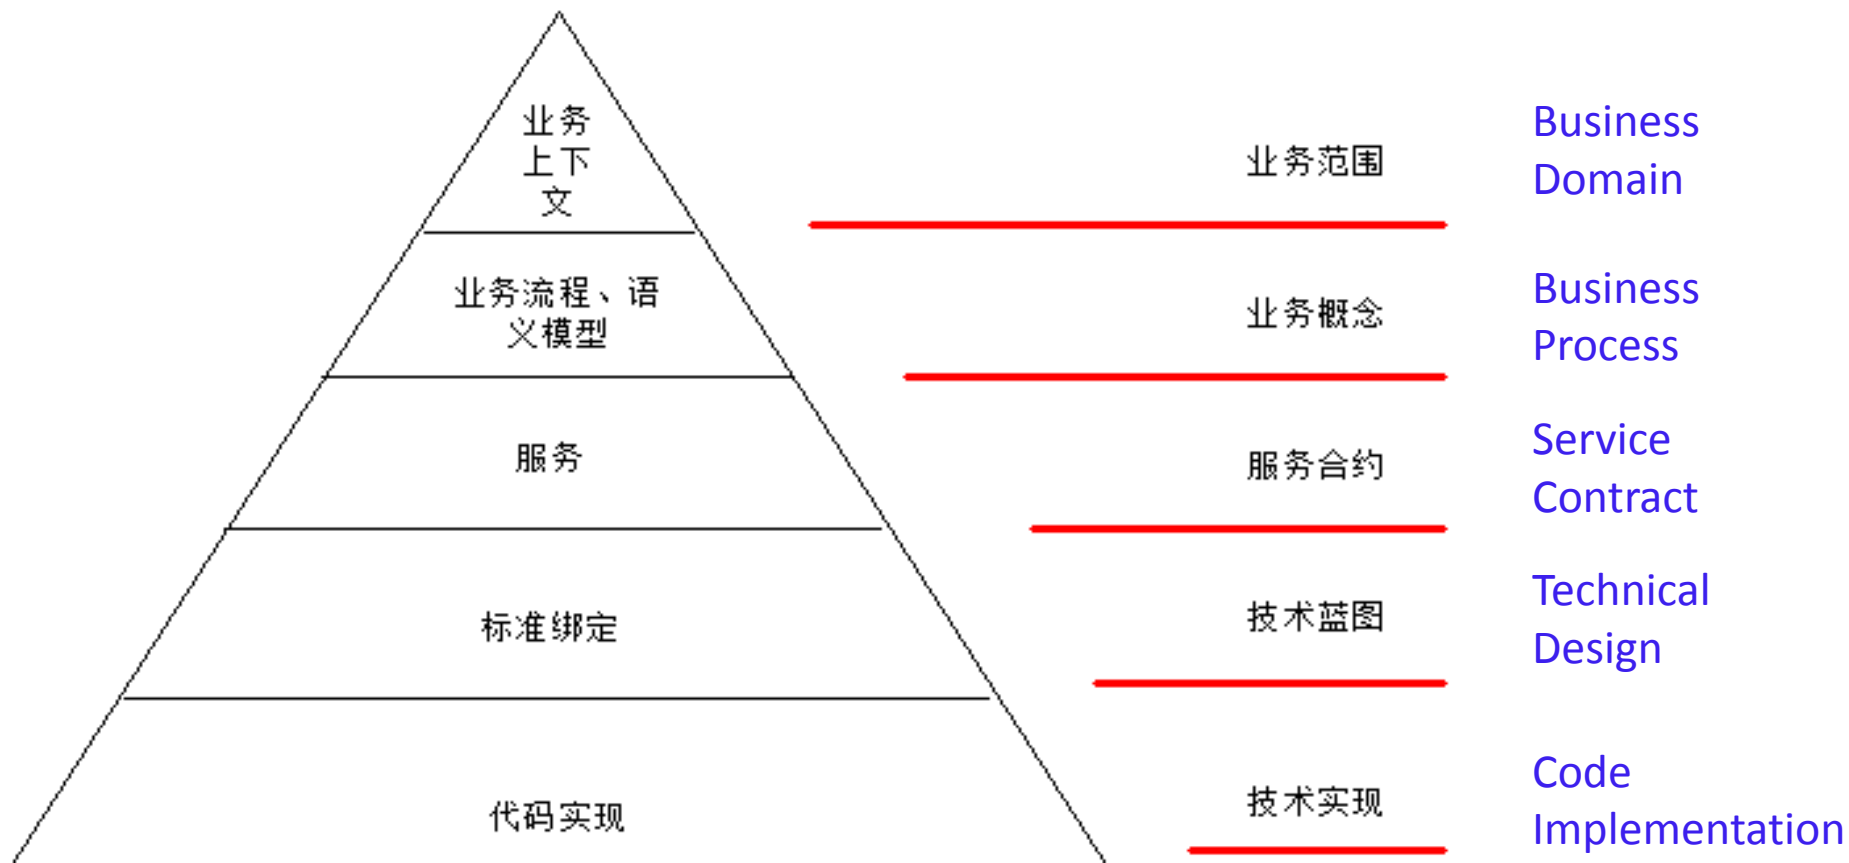 业务
上下
文
业务范围
Business
Domain
业务流程、语
义模型
业务概念
Business
Process
服务
服务合约
Service
Contract
标准绑定
技术蓝图
Technical
Design
代码实现
技术实现
Code
Implementation